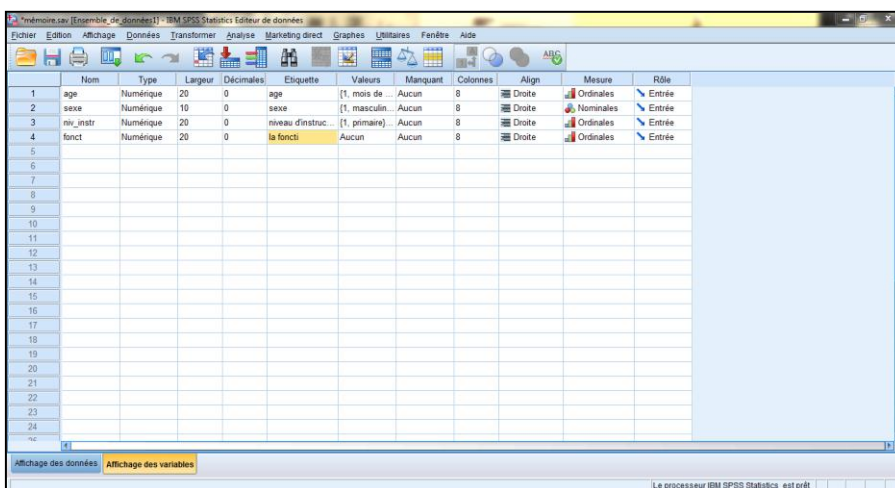 *mémoire.sav [Ensemble_de_données1] - IBM SPSS Statistics Editeur de données
Fichier Edition Affichage Données Transformer Analyse Marketing direct Graphes Utilitaires Fenêtre Aide
Nom Type Largeur Décimales Etiquette Valeurs Manquant Colonnes Align Mesure Rôle
1 age Numérique 20 0 age {1, mois de ... Aucun 8 Droite Ordinales Entrée
2 sexe Numérique 10 0 sexe {1, masculin... Aucun 8 Droite Nominales Entrée
3 niv_instr Numérique 20 0 niveau d'instruc... {1, primaire}... Aucun 8 Droite Ordinales Entrée
4 fonct Numérique 20 0 la foncti Aucun Aucun 8 Droite Ordinales Entrée
5
6
7
8
9
10
11
12
13
14
15
16
17
18
19
20
21
22
23
24
Affichage des données Affichage des variables
Le processeur IBM SPSS Statistics est prêt